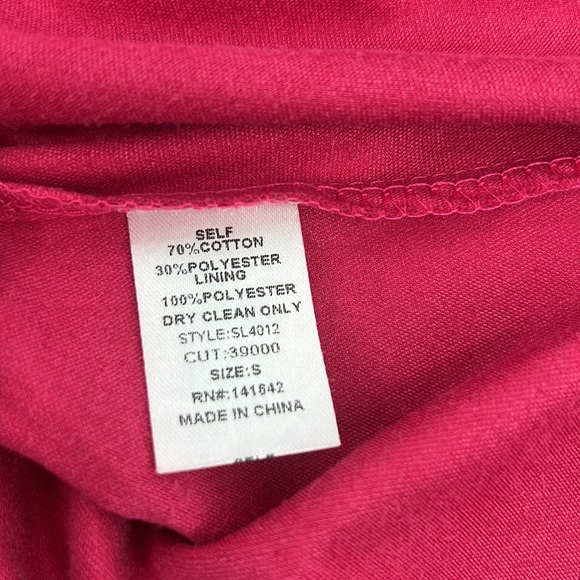 SELF
70%COTTON
30%POLYESTER
LINING
100%POLYESTER
DRY CLEAN ONLY
STYLE:SL4012
CUT:39000
SIZE:S
RN#:141642
MADE IN CHINA
SELF